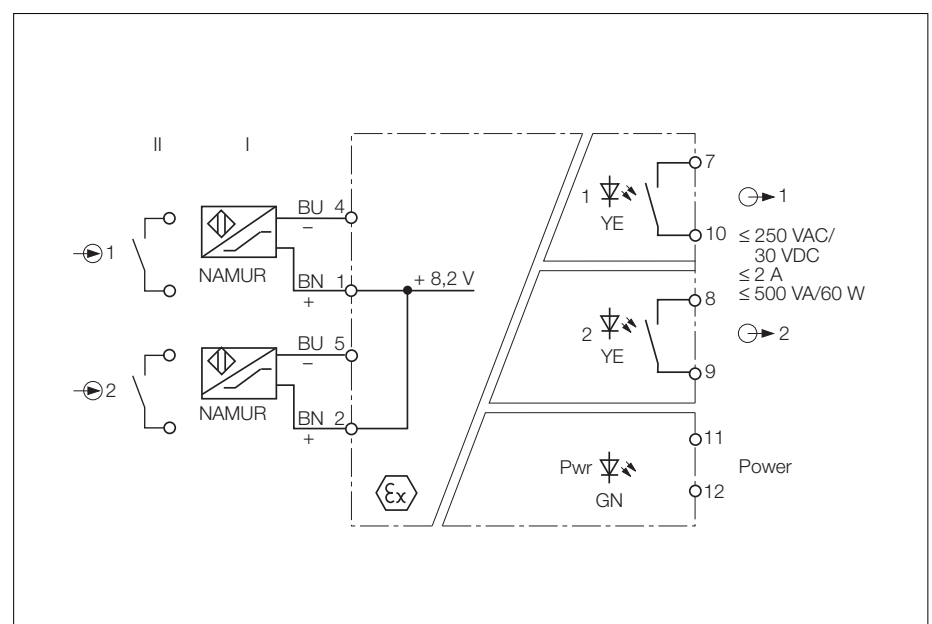 II I
BU 4
–
1
NAMUR
BN 1
+
+ 8,2 V
BU 5
–
2
NAMUR
BN 2
+
Ex
1
YE
7
1
10
≤ 250 VAC/
30 VDC
≤ 2 A
≤ 500 VA/60 W
2
YE
8
2
9
11
Pwr
GN
Power
12